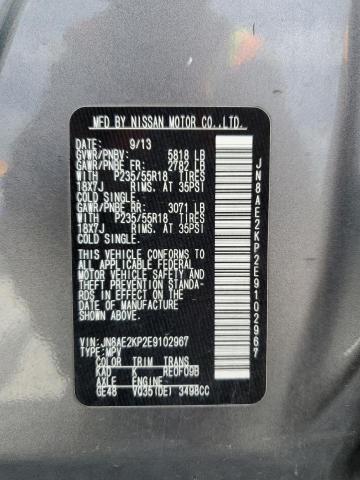 MFD BY NISSAN MOTOR CO.,LTD.
DATE: 9/13
GVWR/PNBV: 5818 LB
GAWR/PNBE FR: 2782 LB
WITH P235/55R18 TIRES
18X7J RIMS. AT 35PSI
COLD SINGLE.
GAWR/PNBE RR: 3071 LB
WITH P235/55R18 TIRES
18X7J RIMS. AT 35PSI
COLD SINGLE.
THIS VEHICLE CONFORMS TO
ALL APPLICABLE FEDERAL
MOTOR VEHICLE SAFETY AND
THEFT PREVENTION STANDA-
RDS IN EFFECT ON THE
DATE OF MANUFACTURE
SHOWN ABOVE.
VIN: JN8AE2KP2E9102967
TYPE: MPV
COLOR TRIM TRANS
KAD K RE0F09B
AXLE ENGINE
GE48 VQ35(DE) 3498CC
JN8AE2KP2E9102967